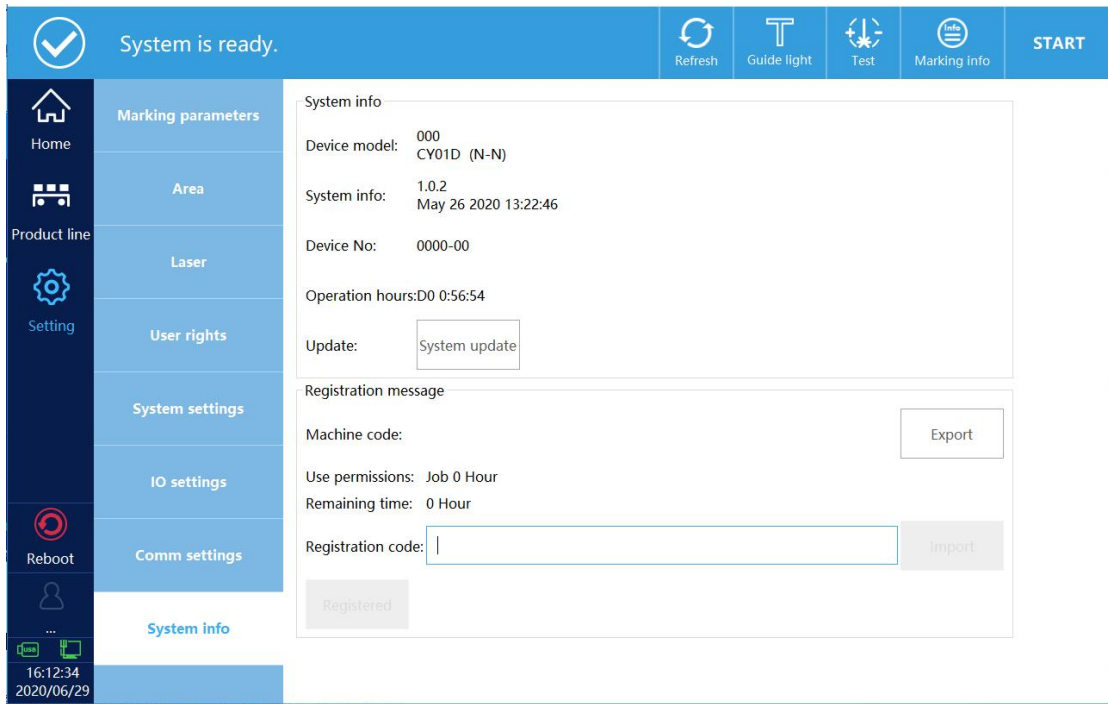 System is ready.
Refresh
Guide light
Test
Info
Marking info
START
Home
Product line
Setting
Reboot
...
USB
16:12:34
2020/06/29
Marking parameters
Area
Laser
User rights
System settings
IO settings
Comm settings
System info
System info
Device model: 000
CY01D (N-N)
System info: 1.0.2
May 26 2020 13:22:46
Device No: 0000-00
Operation hours:D0 0:56:54
Update: System update
Registration message
Machine code: Export
Use permissions: Job 0 Hour
Remaining time: 0 Hour
Registration code: Import
Registered